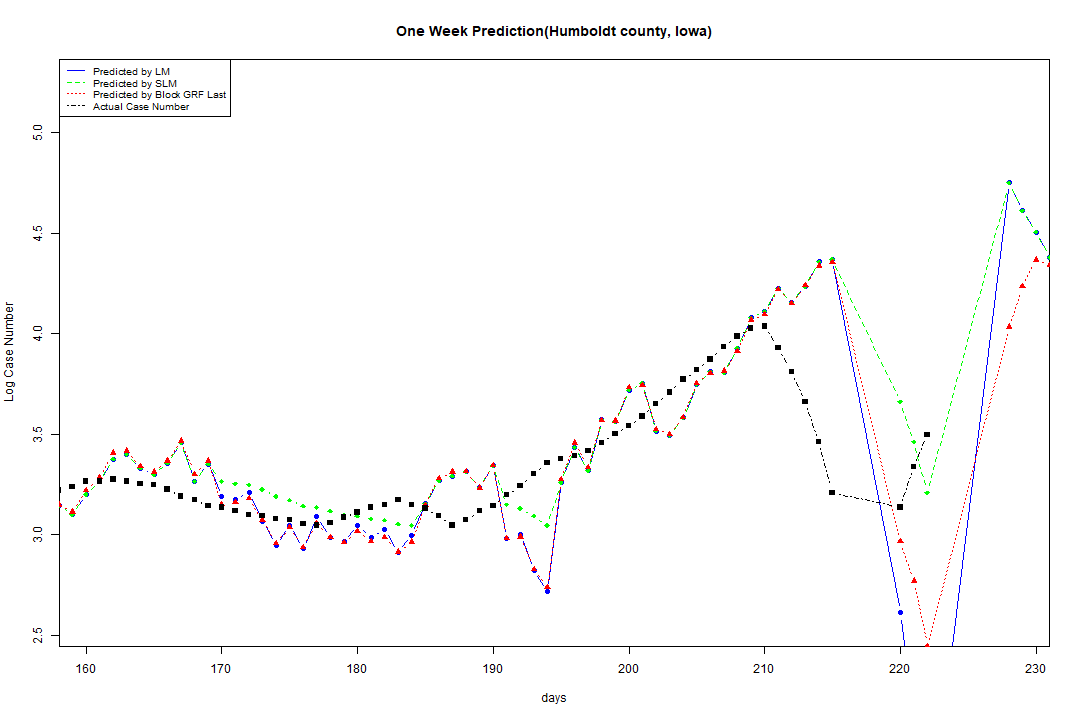 One Week Prediction(Humboldt county, Iowa)
Predicted by LM
Predicted by SLM
Predicted by Block GRF Last
Actual Case Number
Log Case Number
5.0
4.5
4.0
3.5
3.0
2.5
160 170 180 190 200 210 220 230
days